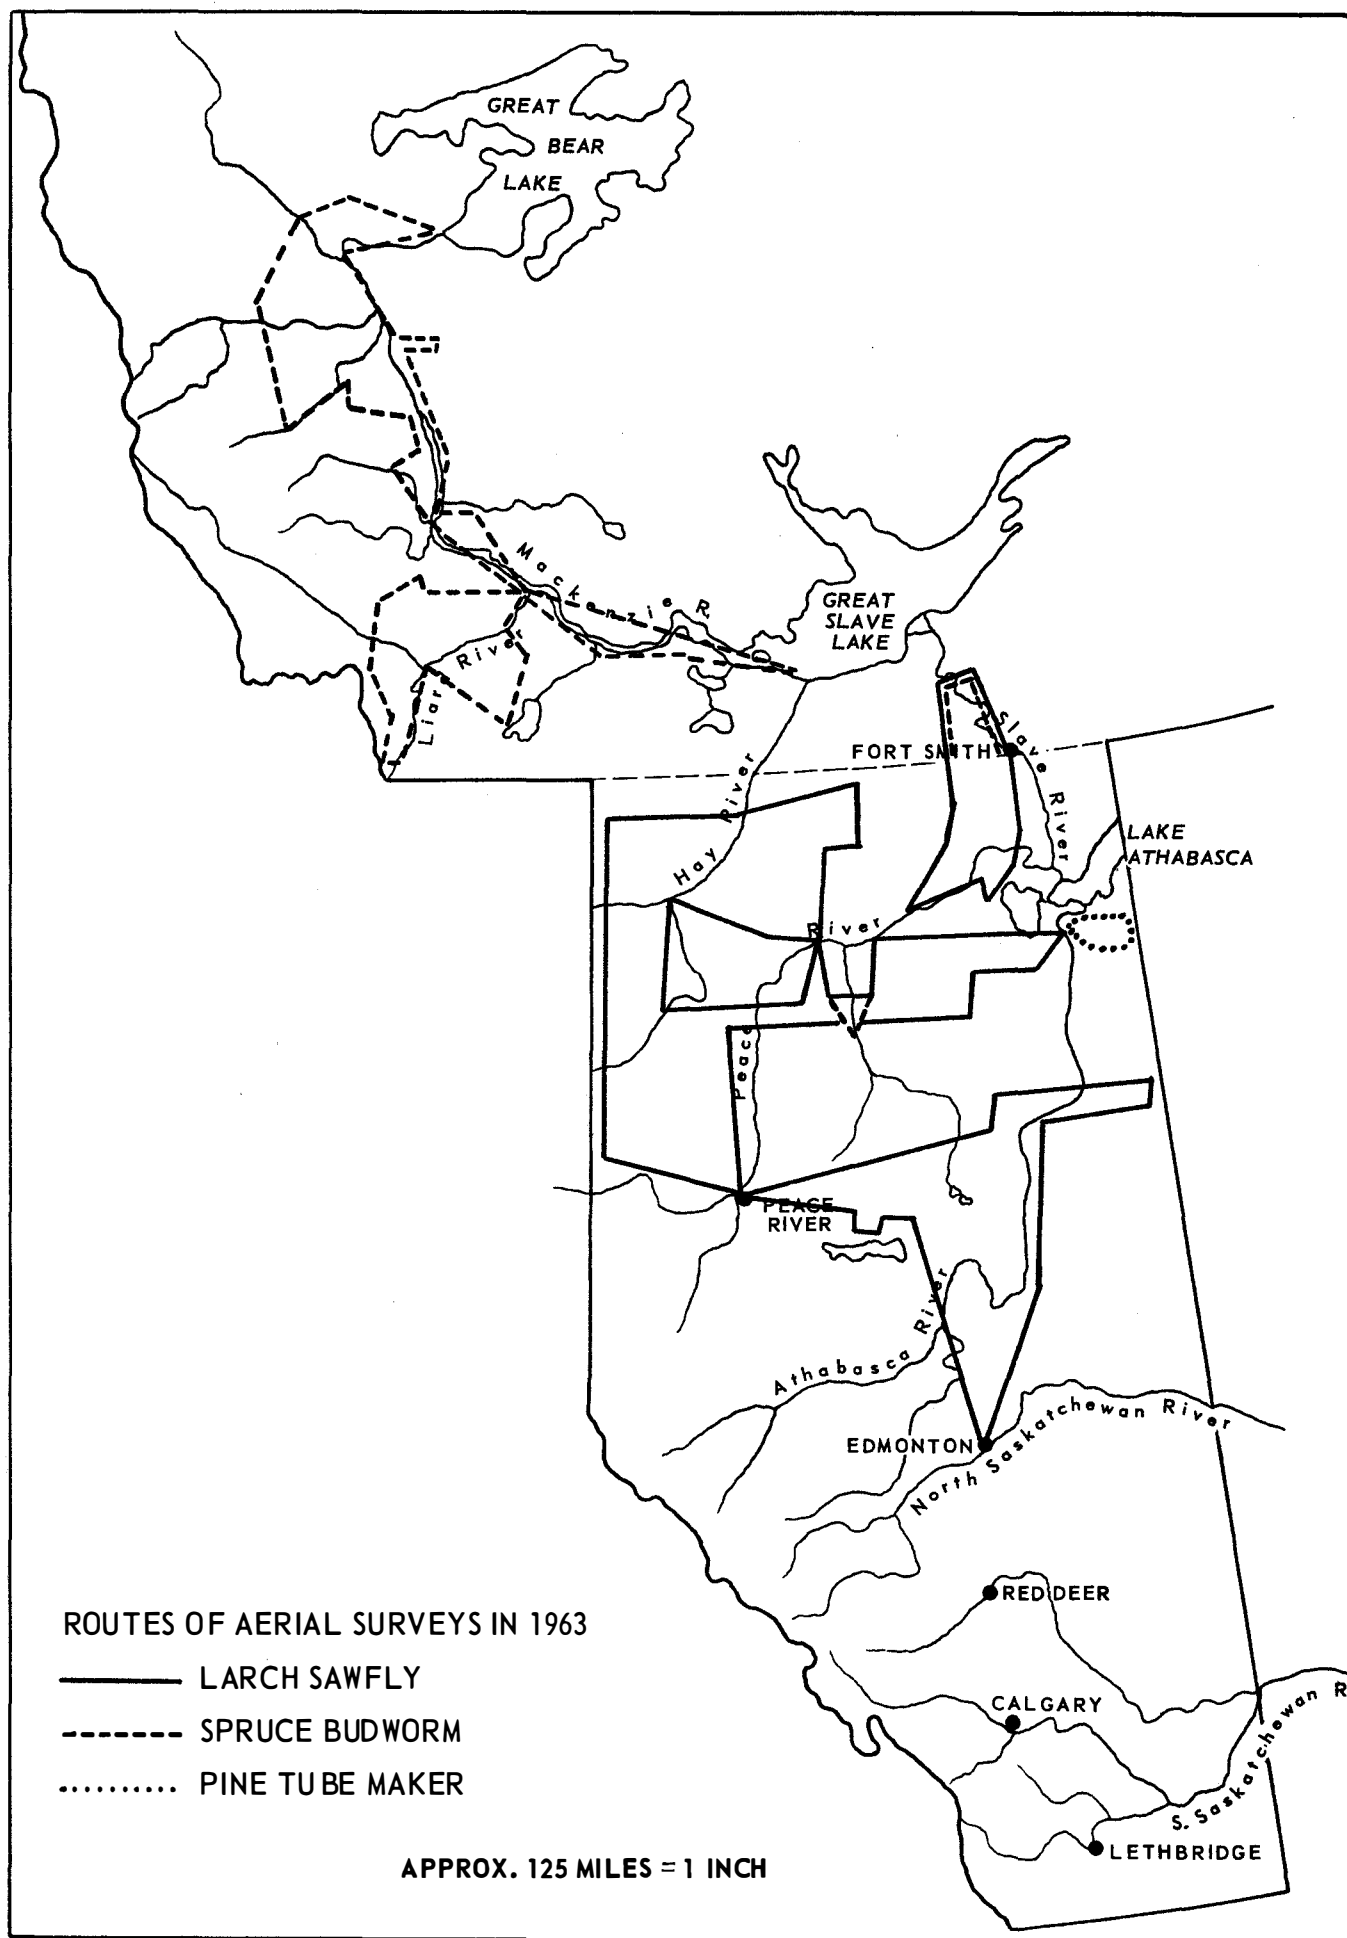 GREAT
BEAR
LAKE
Mackenzie R.
GREAT
SLAVE
LAKE
Liard River
Slave River
FORT SMITH
Hay River
LAKE
ATHABASCA
Peace River
PEACE
RIVER
Athabasca River
EDMONTON
North Saskatchewan River
RED DEER
CALGARY
S. Saskatchewan R
LETHBRIDGE
ROUTES OF AERIAL SURVEYS IN 1963
LARCH SAWFLY
SPRUCE BUDWORM
PINE TUBE MAKER
APPROX. 125 MILES = 1 INCH